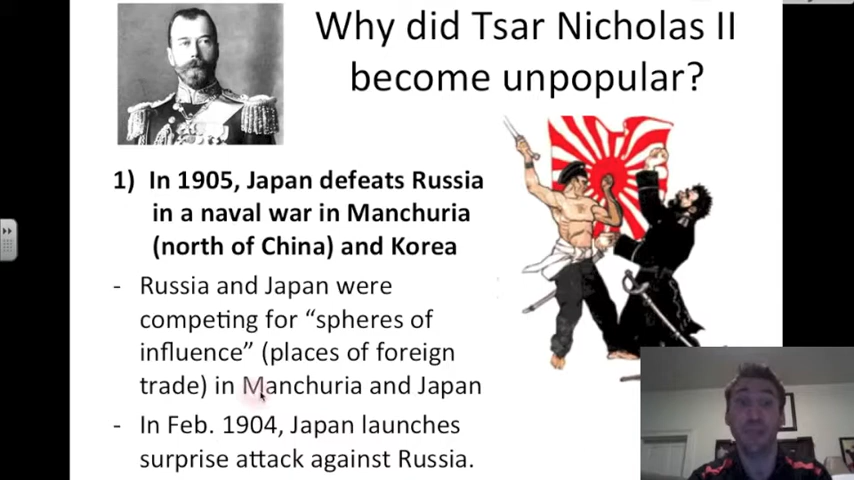 Why did Tsar Nicholas II
become unpopular?
1) In 1905, Japan defeats Russia
in a naval war in Manchuria
(north of China) and Korea
- Russia and Japan were
competing for “spheres of
influence” (places of foreign
trade) in Manchuria and Japan
- In Feb. 1904, Japan launches
surprise attack against Russia.